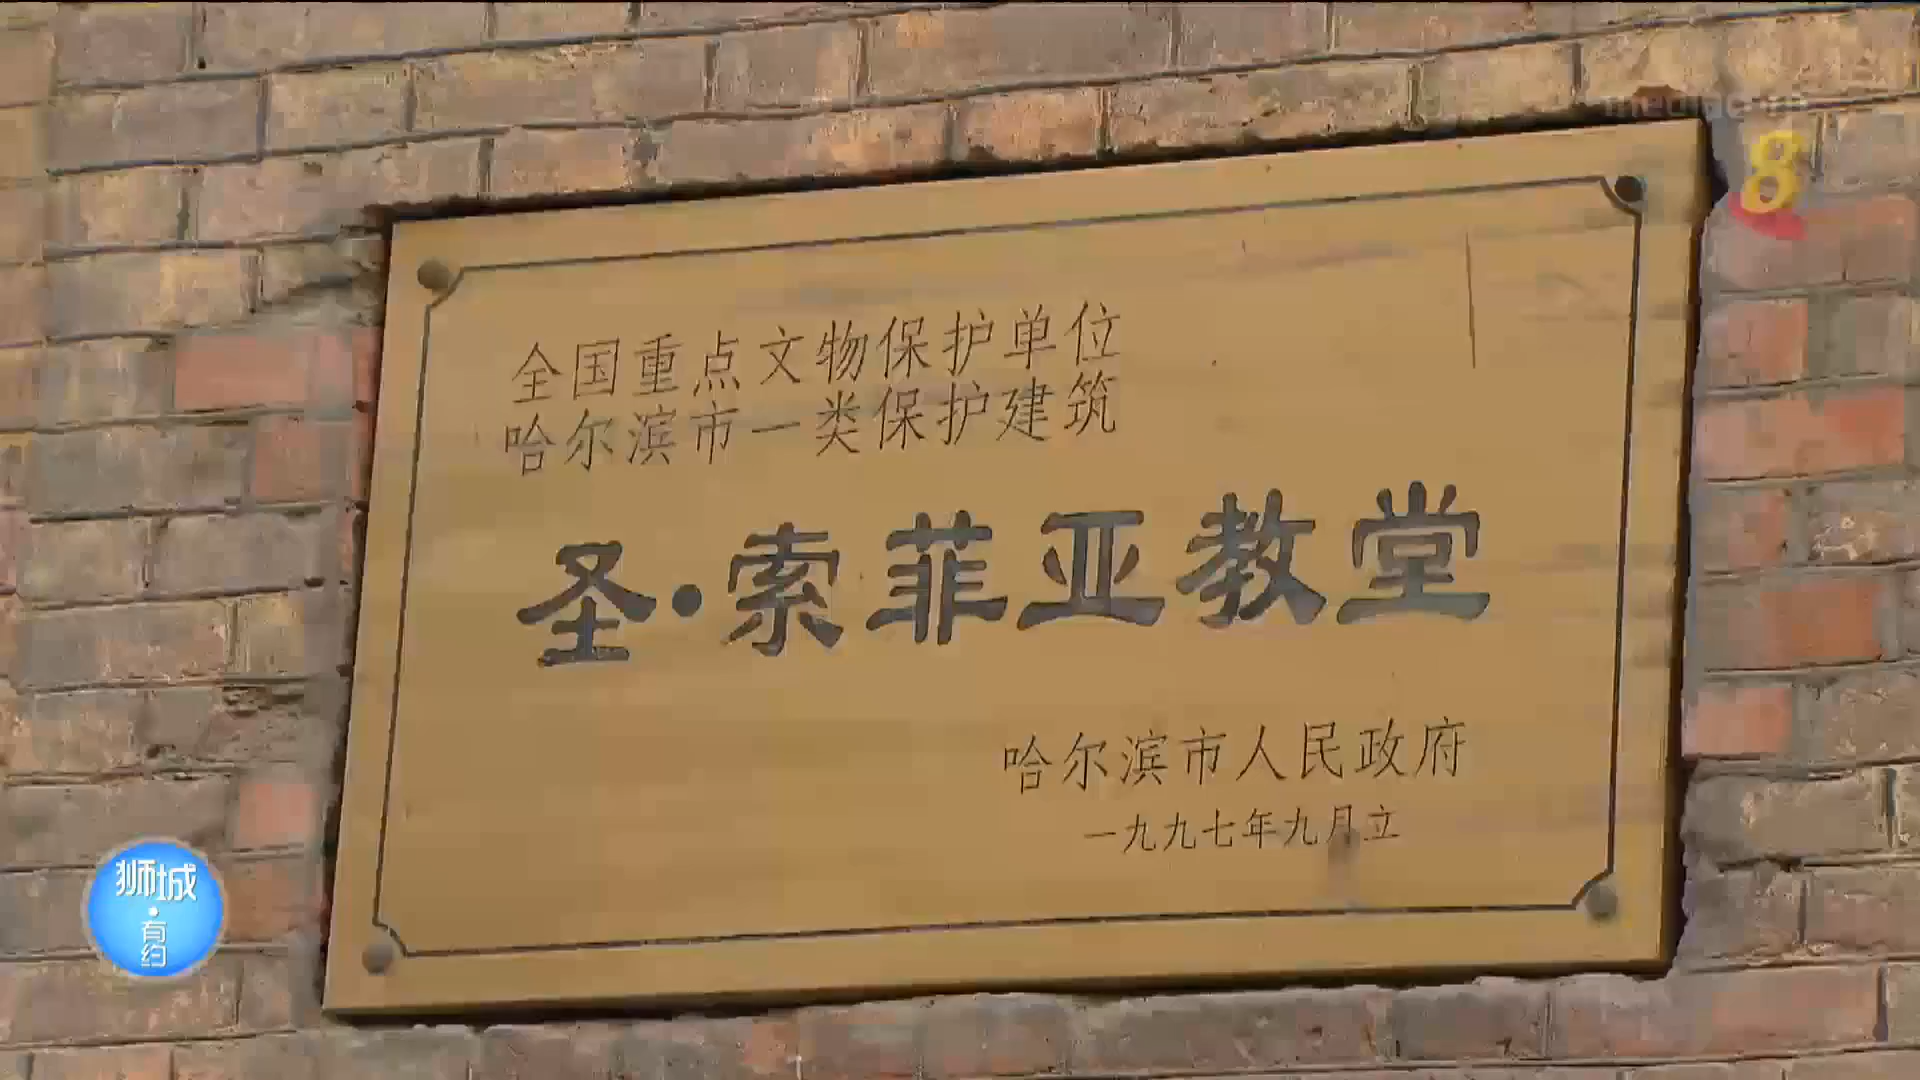 mediacorp
8
全国重点文物保护单位
哈尔滨市一类保护建筑
圣·索菲亚教堂
哈尔滨市人民政府
一九九七年九月立
狮城
有约